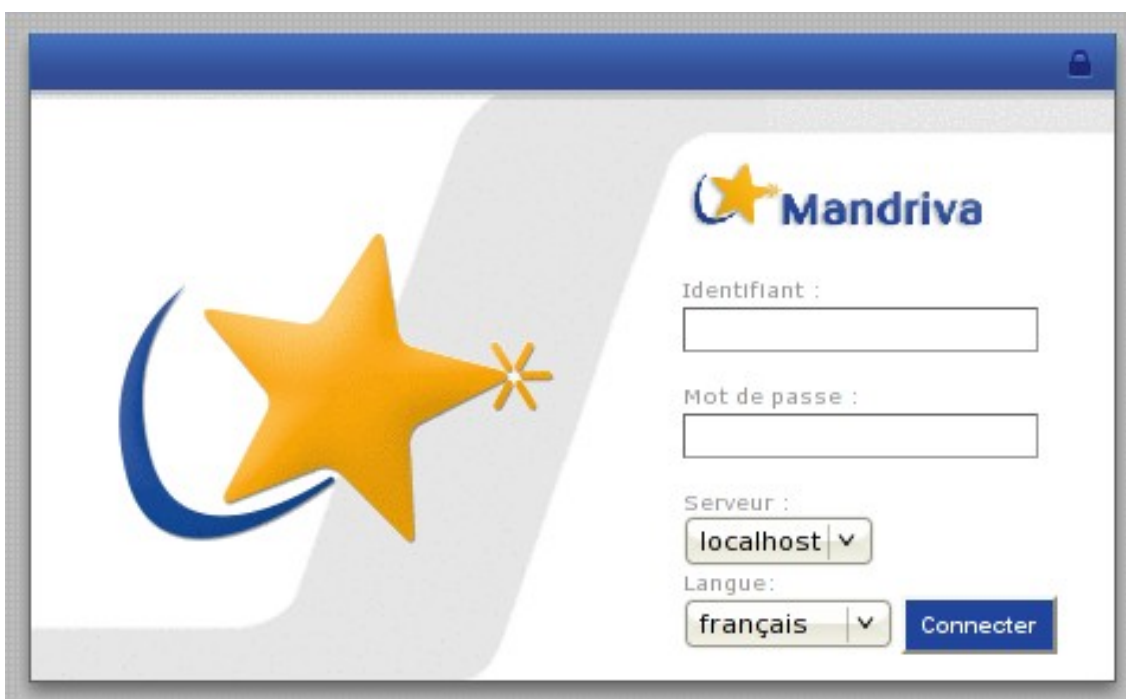 Mandriva
Identifiant :
Mot de passe :
Serveur :
localhost
Langue:
français
Connecter